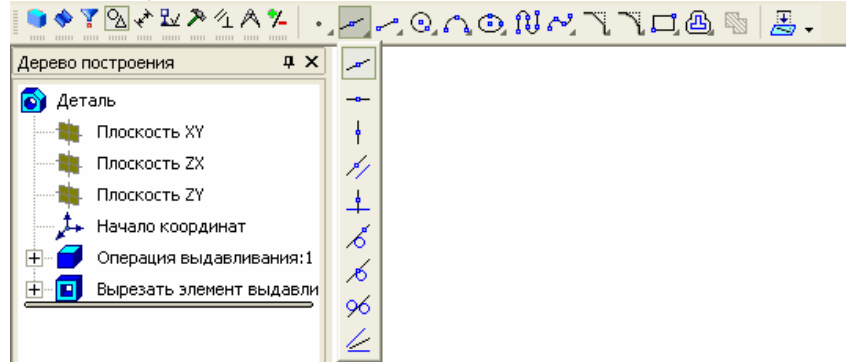 Дерево построения
Деталь
Плоскость XY
Плоскость ZX
Плоскость ZY
Начало координат
Операция выдавливания:1
Вырезать элемент выдавли